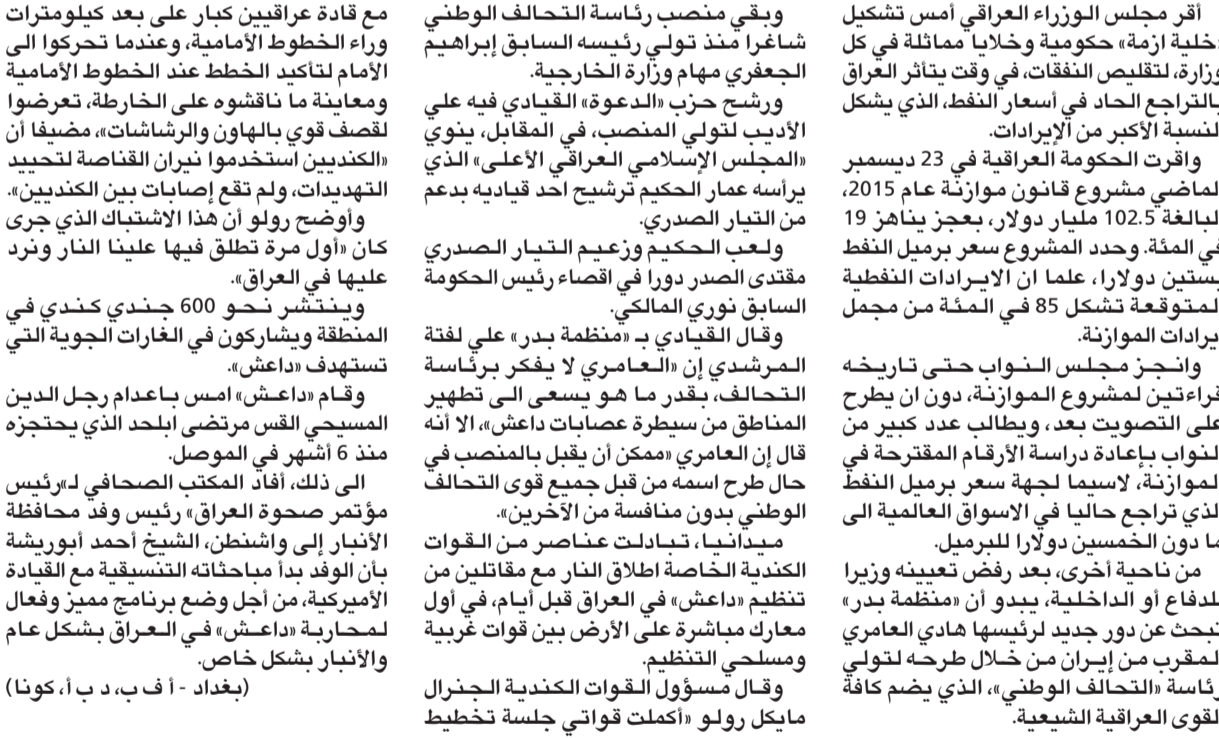 أقر مجلس الوزراء العراقي أمس تشكيل
«خلية ازمة» حكومية وخلايا مماثلة في كل
وزارة، لتقليص النفقات، في وقت يتأثر العراق
بالتراجع الحاد في أسعار النفط، الذي يشكل
النسبة الأكبر من الإيرادات.
واقرت الحكومة العراقية في 23 ديسمبر
الماضي مشروع قانون موازنة عام 2015،
البالغة 102.5 مليار دولار، بعجز يناهز 19
في المئة. وحدد المشروع سعر برميل النفط
بستين دولارا، علما ان الايرادات النفطية
المتوقعة تشكل 85 في المئة من مجمل
ايرادات الموازنة.
وانجز مجلس النواب حتى تاريخه
قراءتين لمشروع الموازنة، دون ان يطرح
على التصويت بعد، ويطالب عدد كبير من
النواب بإعادة دراسة الأرقام المقترحة في
الموازنة، لاسيما لجهة سعر برميل النفط
الذي تراجع حاليا في الاسواق العالمية الى
ما دون الخمسين دولارا للبرميل.
من ناحية أخرى، بعد رفض تعيينه وزيرا
للدفاع أو الداخلية، يبدو أن «منظمة بدر»
تبحث عن دور جديد لرئيسها هادي العامري
المقرب من إيران من خلال طرحه لتولي
رئاسة «التحالف الوطني»، الذي يضم كافة
القوى العراقية الشيعية.
وبقي منصب رئاسة التحالف الوطني
شاغرا منذ تولي رئيسه السابق إبراهيم
الجعفري مهام وزارة الخارجية.
ورشح حزب «الدعوة» القيادي فيه علي
الأديب لتولي المنصب، في المقابل، ينوي
«المجلس الإسلامي العراقي الأعلى» الذي
يرأسه عمار الحكيم ترشيح احد قياديه بدعم
من التيار الصدري.
ولعب الحكيم وزعيم التيار الصدري
مقتدى الصدر دورا في اقصاء رئيس الحكومة
السابق نوري المالكي.
وقال القيادي بـ «منظمة بدر» علي لفتة
المرشدي إن «العامري لا يفكر برئاسة
التحالف، بقدر ما هو يسعى الى تطهير
المناطق من سيطرة عصابات داعش»، الا أنه
قال إن العامري «ممكن أن يقبل بالمنصب في
حال طرح اسمه من قبل جميع قوى التحالف
الوطني بدون منافسة من الآخرين».
ميدانيا، تبادلت عناصر من القوات
الكندية الخاصة اطلاق النار مع مقاتلين من
تنظيم «داعش» في العراق قبل أيام، في أول
معارك مباشرة على الأرض بين قوات غربية
ومسلحي التنظيم.
وقال مسؤول القوات الكندية الجنرال
مايكل رولو «أكملت قواتي جلسة تخطيط
مع قادة عراقيين كبار على بعد كيلومترات
وراء الخطوط الأمامية، وعندما تحركوا الى
الأمام لتأكيد الخطط عند الخطوط الأمامية
ومعاينة ما ناقشوه على الخارطة، تعرضوا
لقصف قوي بالهاون والرشاشات»، مضيفا أن
«الكنديين استخدموا نيران القناصة لتحييد
التهديدات، ولم تقع إصابات بين الكنديين».
وأوضح رولو أن هذا الاشتباك الذي جرى
كان «أول مرة تطلق فيها علينا النار ونرد
عليها في العراق».
وينتشر نحو 600 جندي كندي في
المنطقة ويشاركون في الغارات الجوية التي
تستهدف «داعش».
وقام «داعش» امس باعدام رجل الدين
المسيحي القس مرتضى ابلحد الذي يحتجزه
منذ 6 أشهر في الموصل.
الى ذلك، أفاد المكتب الصحافي لـ«رئيس
مؤتمر صحوة العراق» رئيس وفد محافظة
الأنبار إلى واشنطن، الشيخ أحمد أبوريشة
بأن الوفد بدأ مباحثاته التنسيقية مع القيادة
الأميركية، من أجل وضع برنامج مميز وفعال
لمحاربة «داعش» في العراق بشكل عام
والأنبار بشكل خاص.
(بغداد - أ ف ب، د ب أ، كونا)